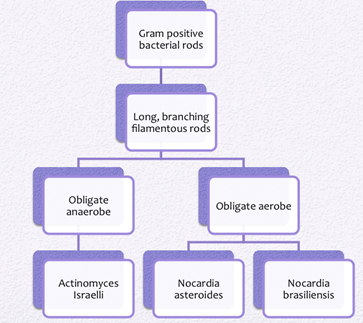 Gram positive
bacterial rods
Long, branching
filamentous rods
Obligate
anaerobe
Obligate aerobe
Actinomyces
Israelli
Nocardia
asteroides
Nocardia
brasiliensis